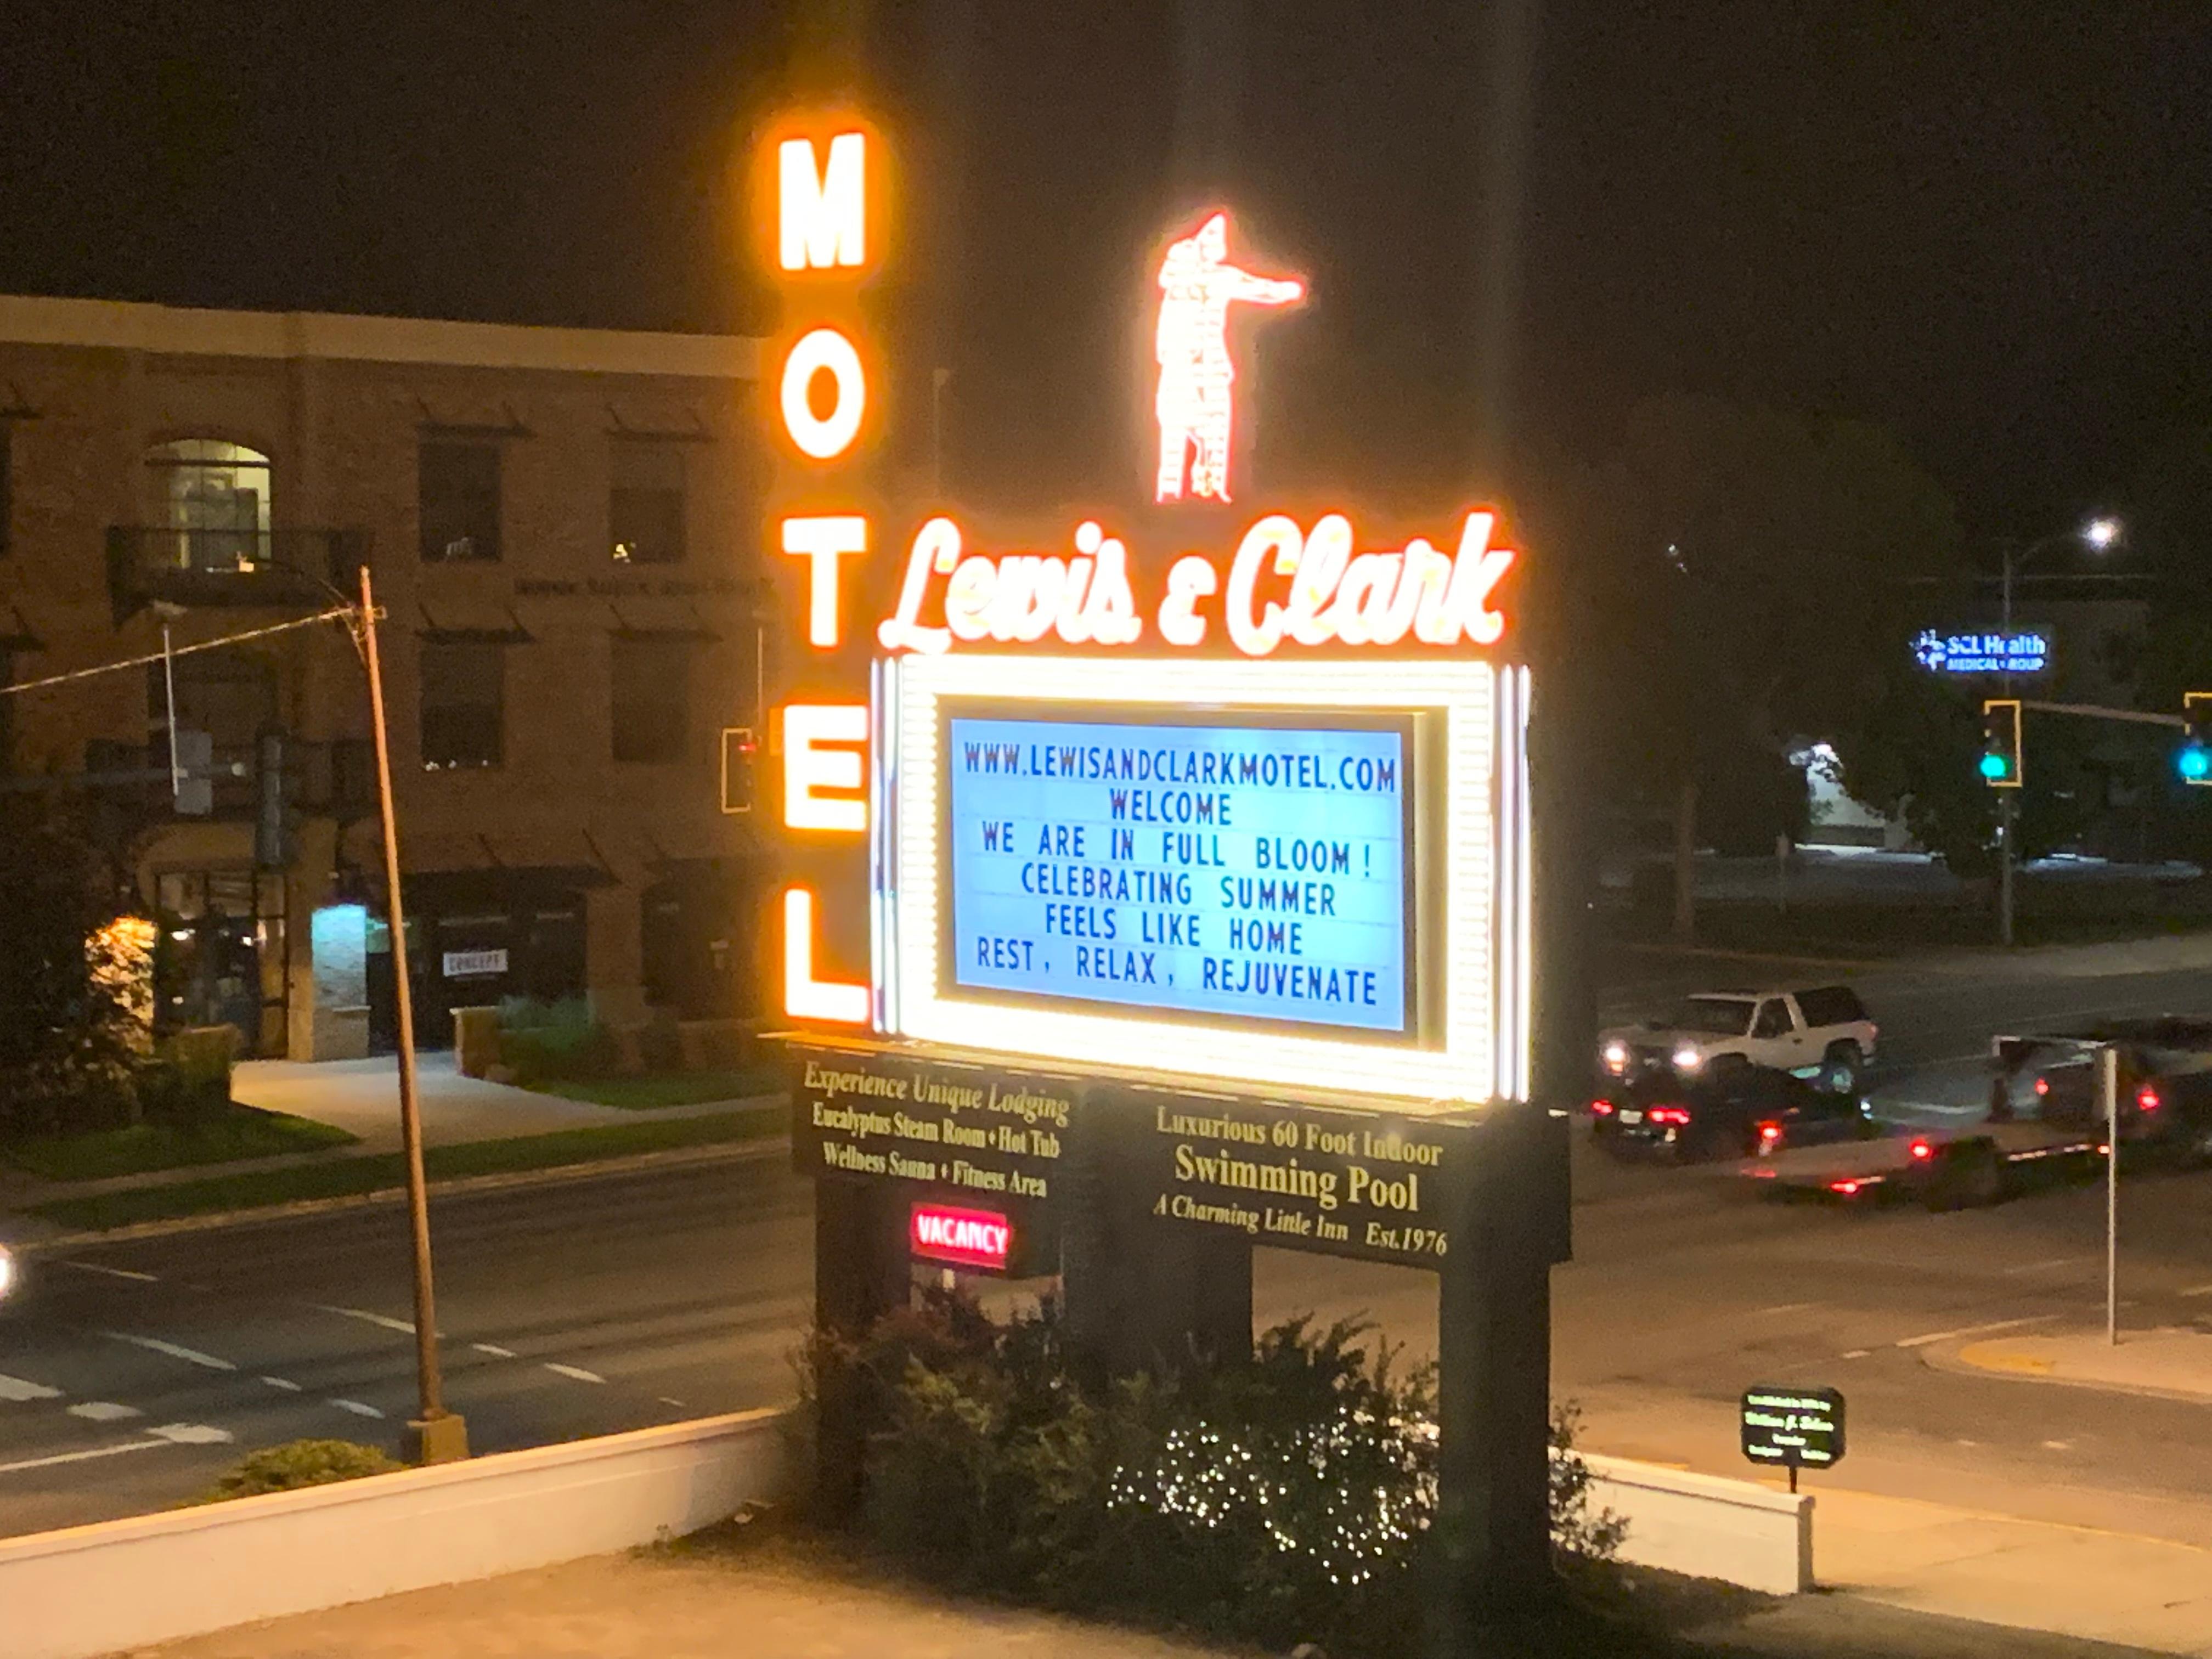 MOTEL
Lewis & Clark
WWW.LEWISANDCLARKMOTEL.COM
WELCOME
WE ARE IN FULL BLOOM!
CELEBRATING SUMMER
FEELS LIKE HOME
REST, RELAX, REJUVENATE
Experience Unique Lodging
Eucalyptus Steam Room • Hot Tub
Wellness Sauna • Fitness Area
VACANCY
Luxurious 60 Foot Indoor
Swimming Pool
A Charming Little Inn Est.1976
SCL Health
MEDICAL GROUP
CONCEPT